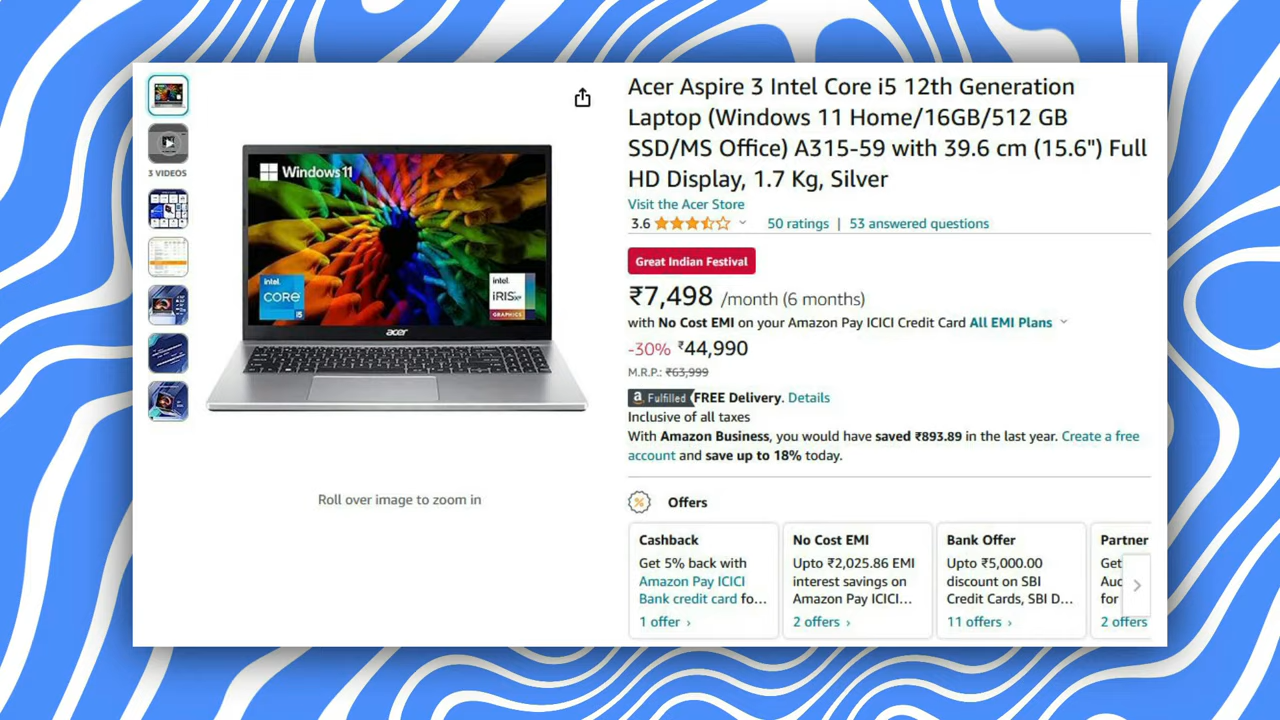 3 VIDEOS
Windows 11
intel.
CORE
i5
intel.
iRISxe
GRAPHICS
acer
Roll over image to zoom in
Acer Aspire 3 Intel Core i5 12th Generation
Laptop (Windows 11 Home/16GB/512 GB
SSD/MS Office) A315-59 with 39.6 cm (15.6") Full
HD Display, 1.7 Kg, Silver
Visit the Acer Store
3.6 50 ratings | 53 answered questions
Great Indian Festival
₹7,498 /month (6 months)
with No Cost EMI on your Amazon Pay ICICI Credit Card All EMI Plans
-30% ₹44,990
M.R.P.: ₹63,999
a Fulfilled FREE Delivery. Details
Inclusive of all taxes
With Amazon Business, you would have saved ₹893.89 in the last year. Create a free
account and save up to 18% today.
Offers
Cashback
Get 5% back with
Amazon Pay ICICI
Bank credit card fo...
1 offer ›
No Cost EMI
Upto ₹2,025.86 EMI
interest savings on
Amazon Pay ICICI...
2 offers ›
Bank Offer
Upto ₹5,000.00
discount on SBI
Credit Cards, SBI D...
11 offers ›
Partner
Get
Auc
for
2 offers